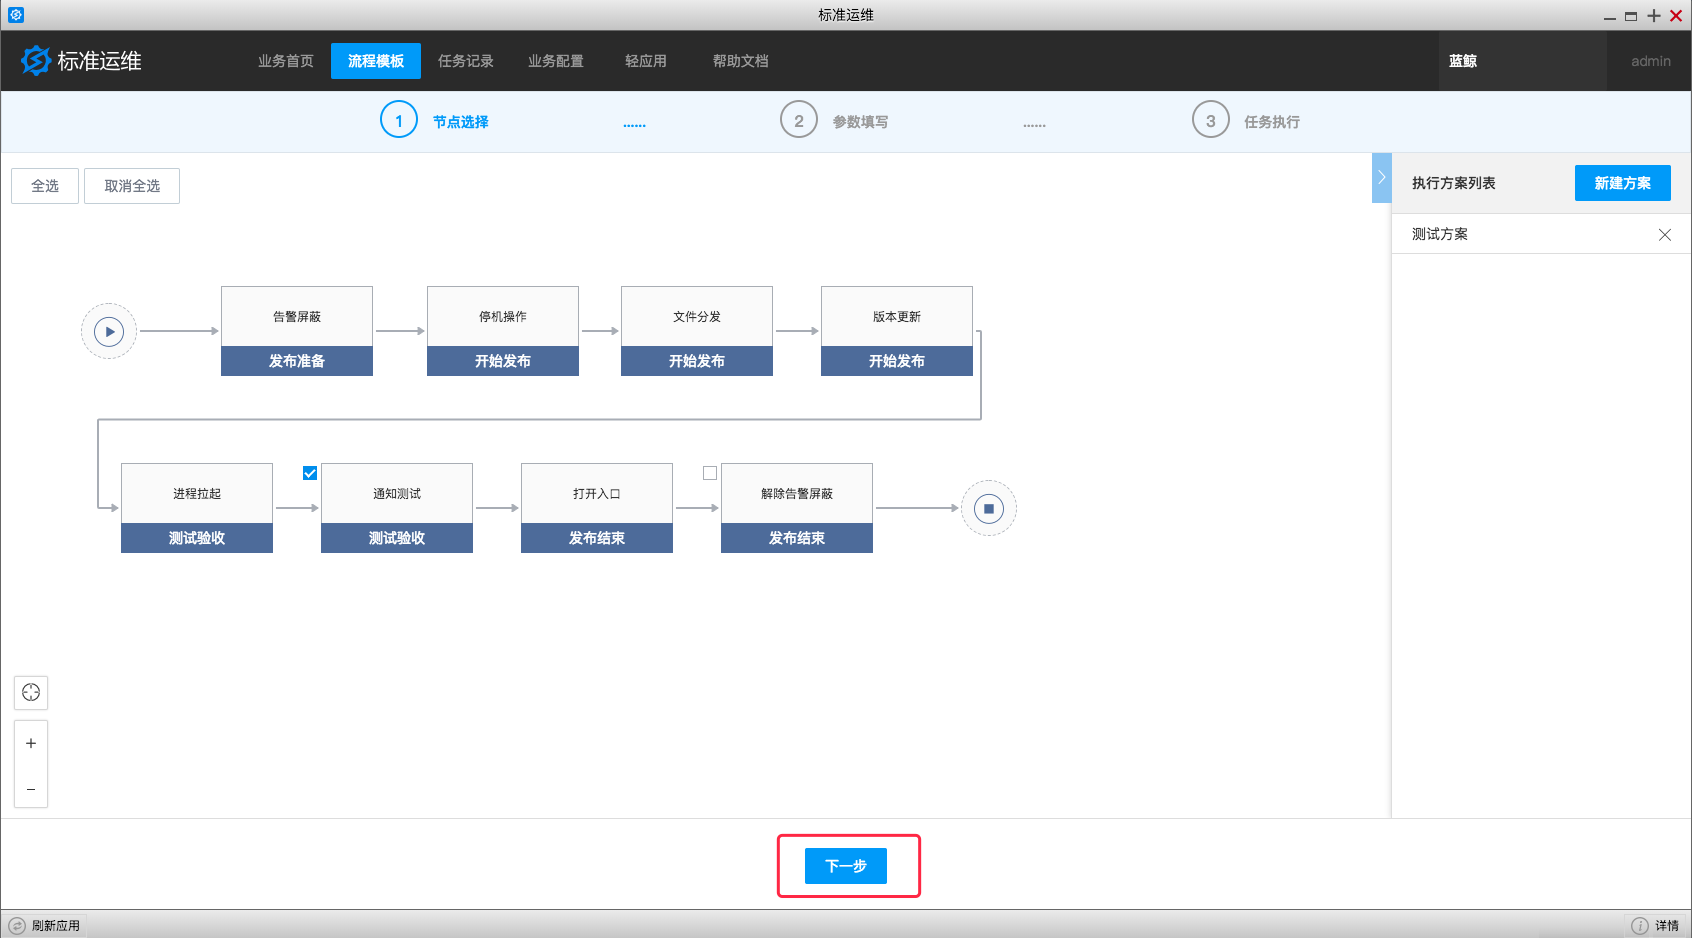 标准运维
标准运维 业务首页 流程模板 任务记录 业务配置 轻应用 帮助文档 蓝鲸 admin
1 节点选择 ...... 2 参数填写 ...... 3 任务执行
全选 取消全选 执行方案列表 新建方案
测试方案
告警屏蔽 停机操作 文件分发 版本更新
发布准备 开始发布 开始发布 开始发布
进程拉起 通知测试 打开入口 解除告警屏蔽
测试验收 测试验收 发布结束 发布结束
下一步
刷新应用 详情